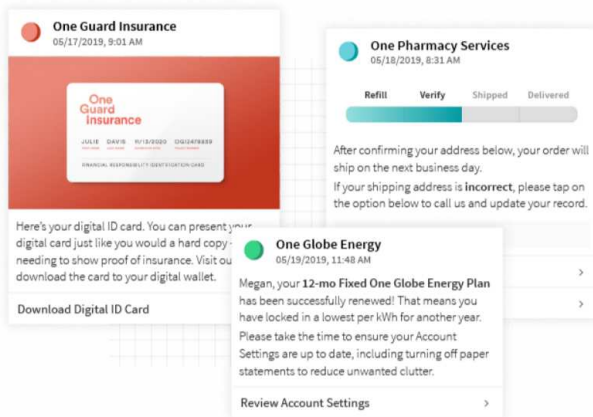 One Guard Insurance
05/17/2019, 9:01 AM
One
Guard
Insurance
JULIE DAVIS 11/13/2020
FINANCIAL RESPONSIBILITY IDENTIFICATION CARD
Here's your digital ID card. You can present your
digital card just like you would a hard copy
needing to show proof of insurance. Visit
download the card to your digital wallet.
Download Digital ID Card
One Pharmacy Services
05/18/2019, 8:31 AM
Refill Verify Shipped Delivered
After confirming your address below, your order will
ship on the next business day.
If your shipping address is incorrect, please tap on
the option below to call us and update your record.
One Globe Energy
05/19/2019, 11:48 AM
Megan, your 12-mo Fixed One Globe Energy Plan
has been successfully renewed! That means you
have locked in a lowest per kWh for another year.
Please take the time to ensure your Account
Settings are up to date, including turning off paper
statements to reduce unwanted clutter.
Review Account Settings